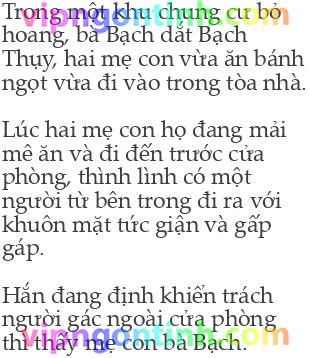 Trong một khu chung cư bỏ
hoang, bà Bạch dắt Bạch
Thụy, hai mẹ con vừa ăn bánh
ngọt vừa đi vào trong tòa nhà.
Lúc hai mẹ con họ đang mải
mê ăn và đi đến trước cửa
phòng, thình lình có một
người từ bên trong đi ra với
khuôn mặt tức giận và gấp
gáp.
Hắn đang định khiển trách
người gác ngoài cửa phòng
thì thấy mẹ con bà Bạch.
vipngontinh.com
vipngontinh.com